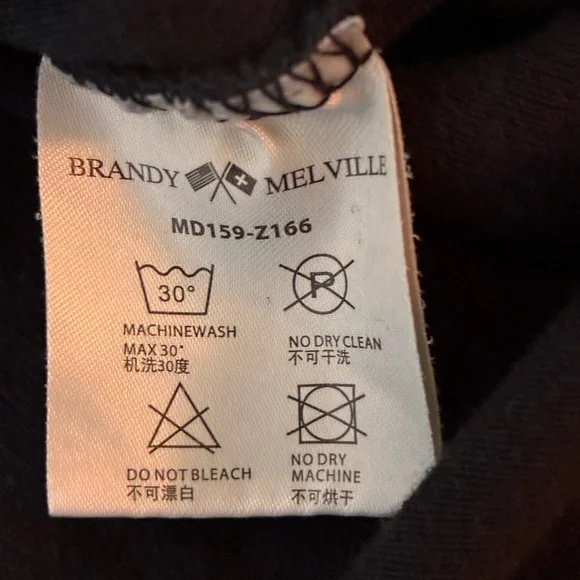 BRANDY MELVILLE
MD159-Z166
30°
MACHINEWASH
MAX 30°
机洗30度
P
NO DRY CLEAN
不可干洗
DO NOT BLEACH
不可漂白
NO DRY
MACHINE
不可烘干